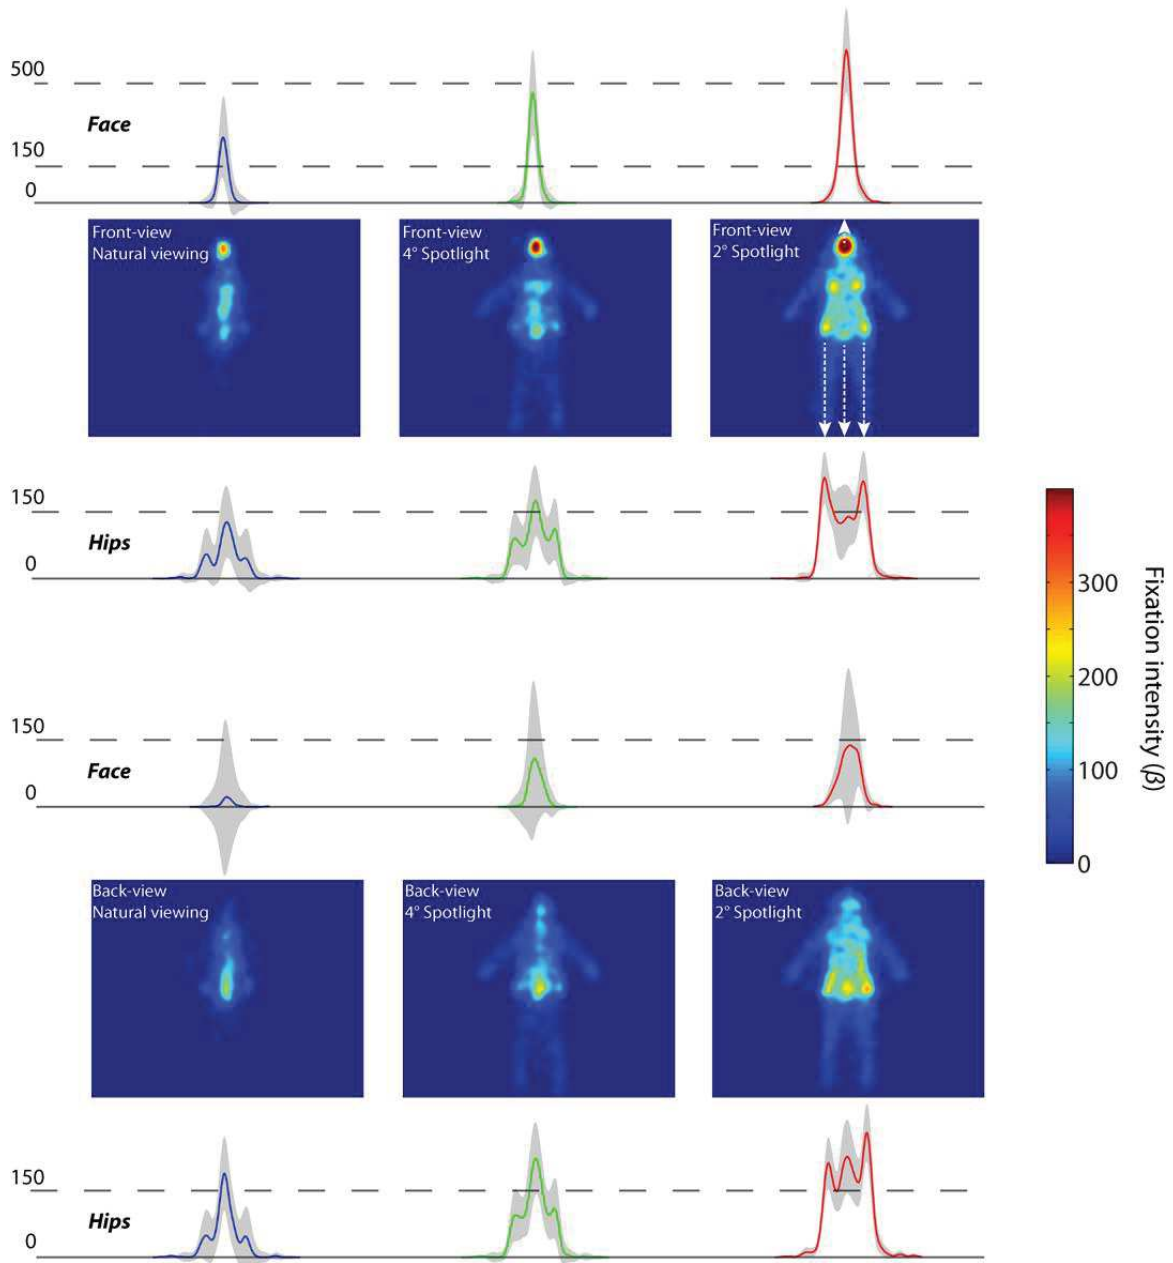 500
Face
150
0
Front-view
Natural viewing
Front-view
4° Spotlight
Front-view
2° Spotlight
150
Hips
0
300
200
100
0
Fixation intensity (β)
150
Face
0
Back-view
Natural viewing
Back-view
4° Spotlight
Back-view
2° Spotlight
150
Hips
0